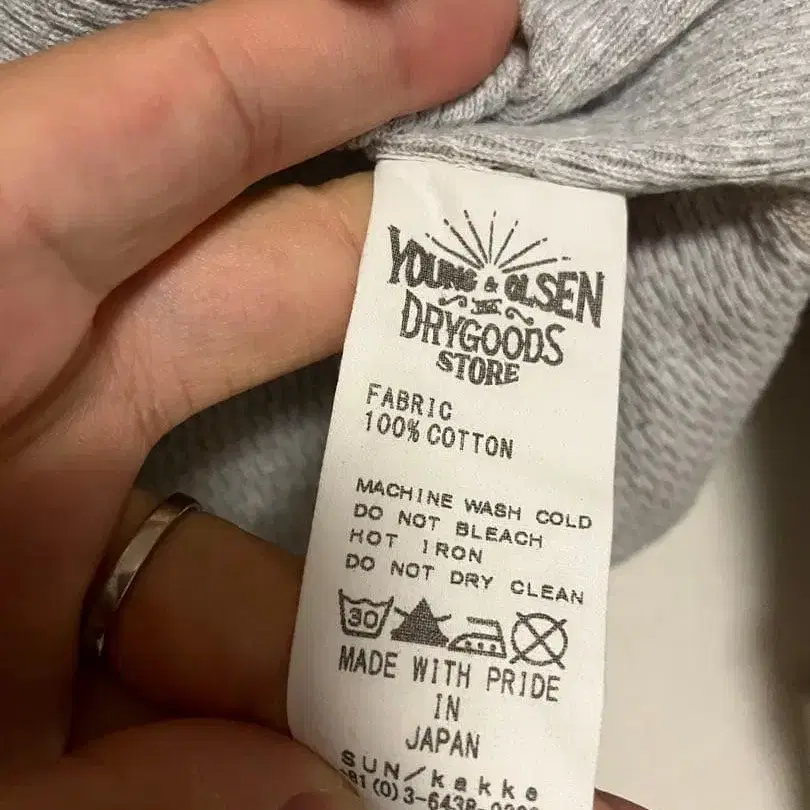 YOUNG & OLSEN
THE
DRYGOODS
STORE
FABRIC
100% COTTON
MACHINE WASH COLD
DO NOT BLEACH
HOT IRON
DO NOT DRY CLEAN
30
MADE WITH PRIDE
IN
JAPAN
SUN/kakke